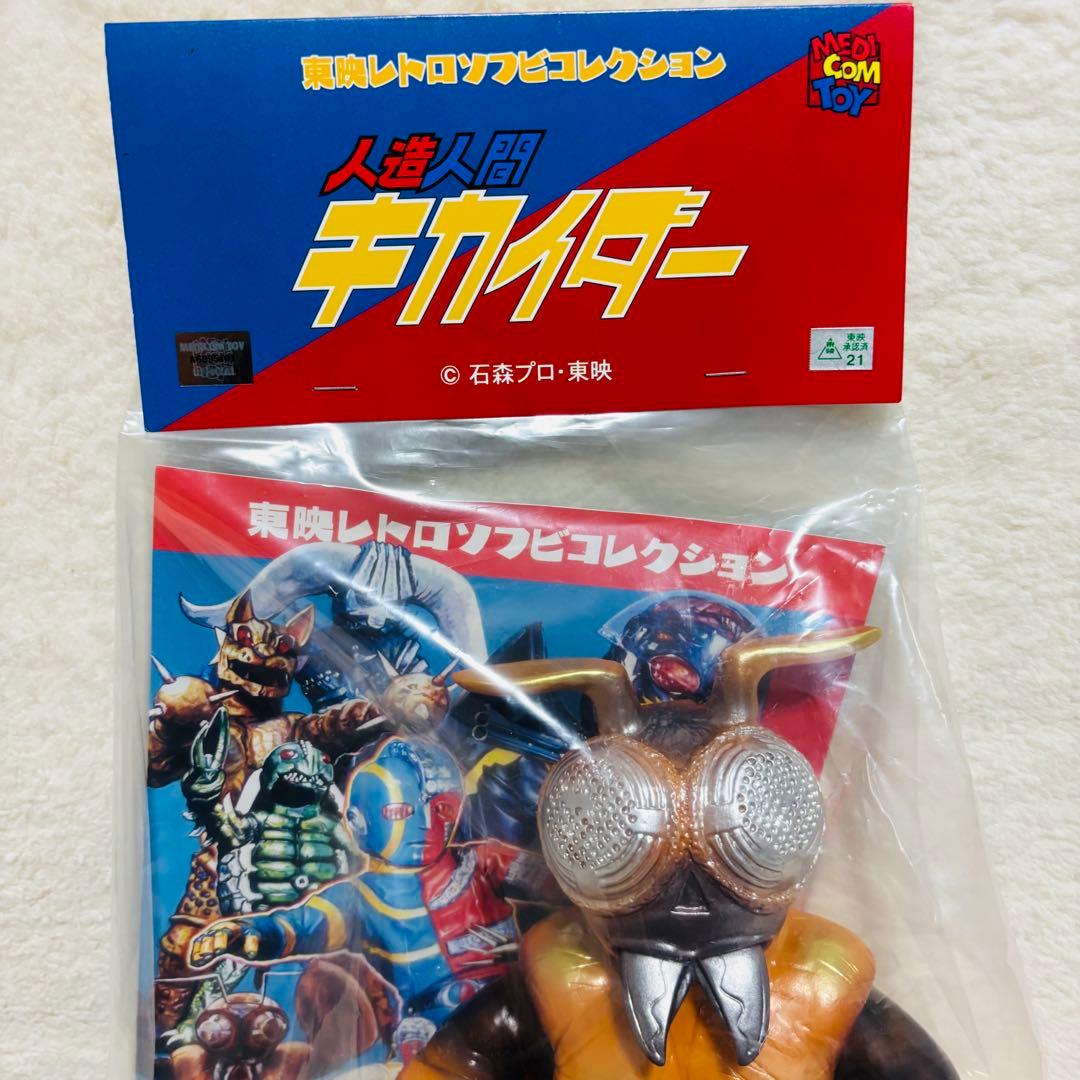 東映レトロソフビコレクション
MEDI
COM
TOY
人造人間
キカイダー
東映
承認済
21
東映
© 石森プロ・東映
東映レトロソフビコレクション